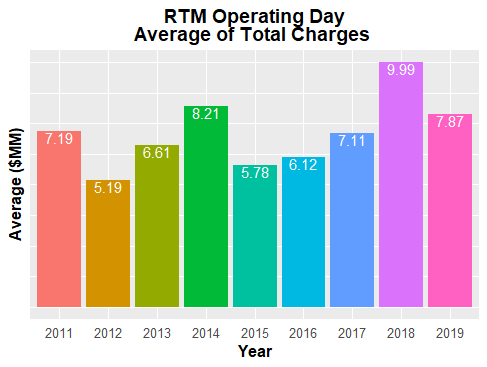 RTM Operating Day
Average of Total Charges
Average ($MM)
7.19
5.19
6.61
8.21
5.78
6.12
7.11
9.99
7.87
2011 2012 2013 2014 2015 2016 2017 2018 2019
Year